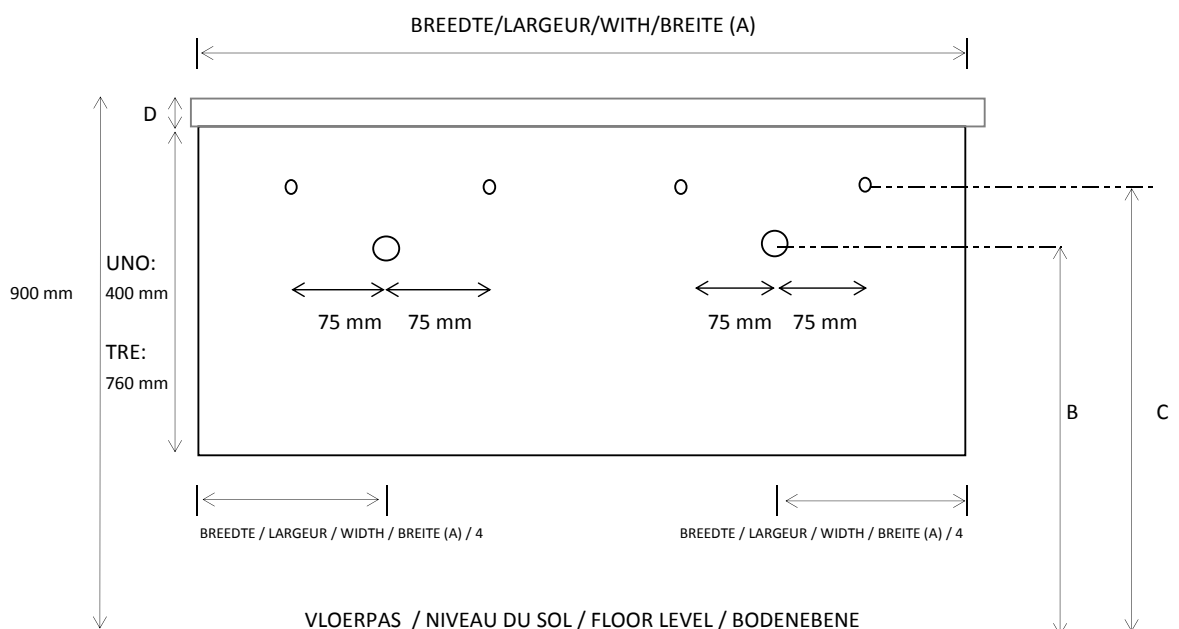 BREEDTE/LARGEUR/WITH/BREITE (A)
D
UNO:
900 mm
400 mm
75 mm
75 mm
75 mm
75 mm
TRE:
760 mm
B
C
BREEDTE / LARGEUR / WIDTH / BREITE (A) / 4
BREEDTE / LARGEUR / WIDTH / BREITE (A) / 4
VLOERPAS / NIVEAU DU SOL / FLOOR LEVEL / BODENEBENE